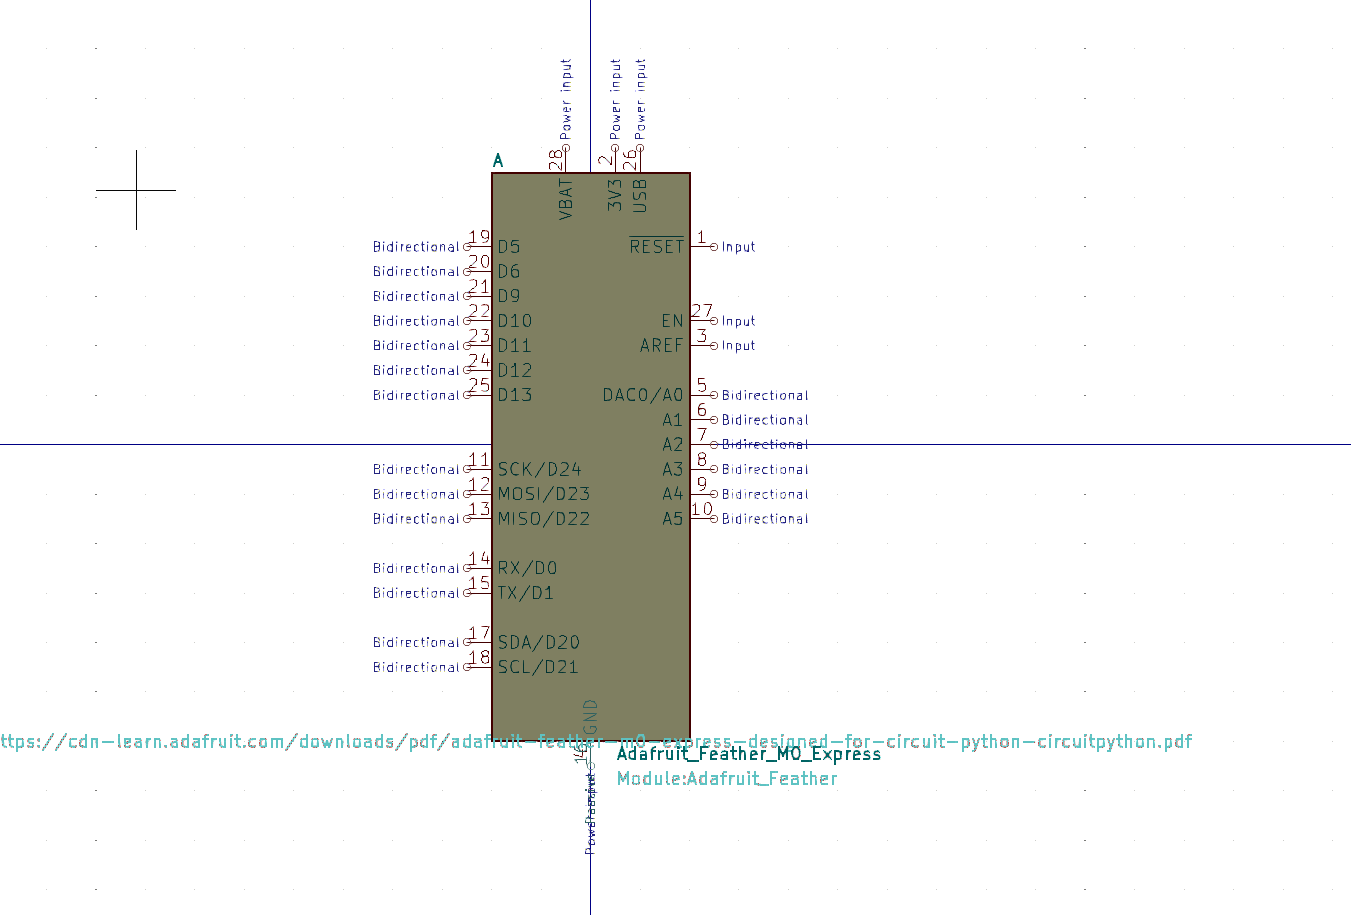 Power input Power input Power input
28 2 26
A
VBAT 3V3 USB
Bidirectional 19 D5 RESET 1 Input
Bidirectional 20 D6
Bidirectional 21 D9
Bidirectional 22 D10 EN 27 Input
Bidirectional 23 D11 AREF 3 Input
Bidirectional 24 D12
Bidirectional 25 D13 DAC0/A0 5 Bidirectional
A1 6 Bidirectional
A2 7 Bidirectional
Bidirectional 11 SCK/D24 A3 8 Bidirectional
Bidirectional 12 MOSI/D23 A4 9 Bidirectional
Bidirectional 13 MISO/D22 A5 10 Bidirectional
Bidirectional 14 RX/D0
Bidirectional 15 TX/D1
Bidirectional 17 SDA/D20
Bidirectional 18 SCL/D21
GND
ttps://cdn-learn.adafruit.com/downloads/pdf/adafruit-feather-m0-express-designed-for-circuit-python-circuitpython.pdf
Adafruit_Feather_M0_Express
Module:Adafruit_Feather